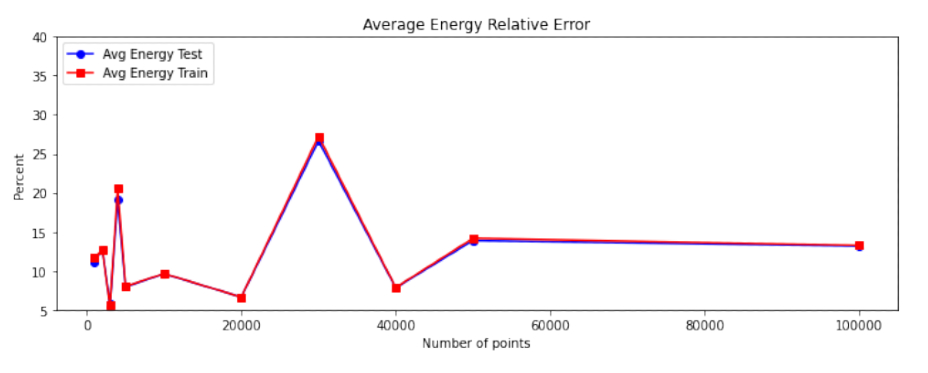 Average Energy Relative Error
40
35
30
25
20
15
10
5
Percent
Avg Energy Test
Avg Energy Train
0 20000 40000 60000 80000 100000
Number of points